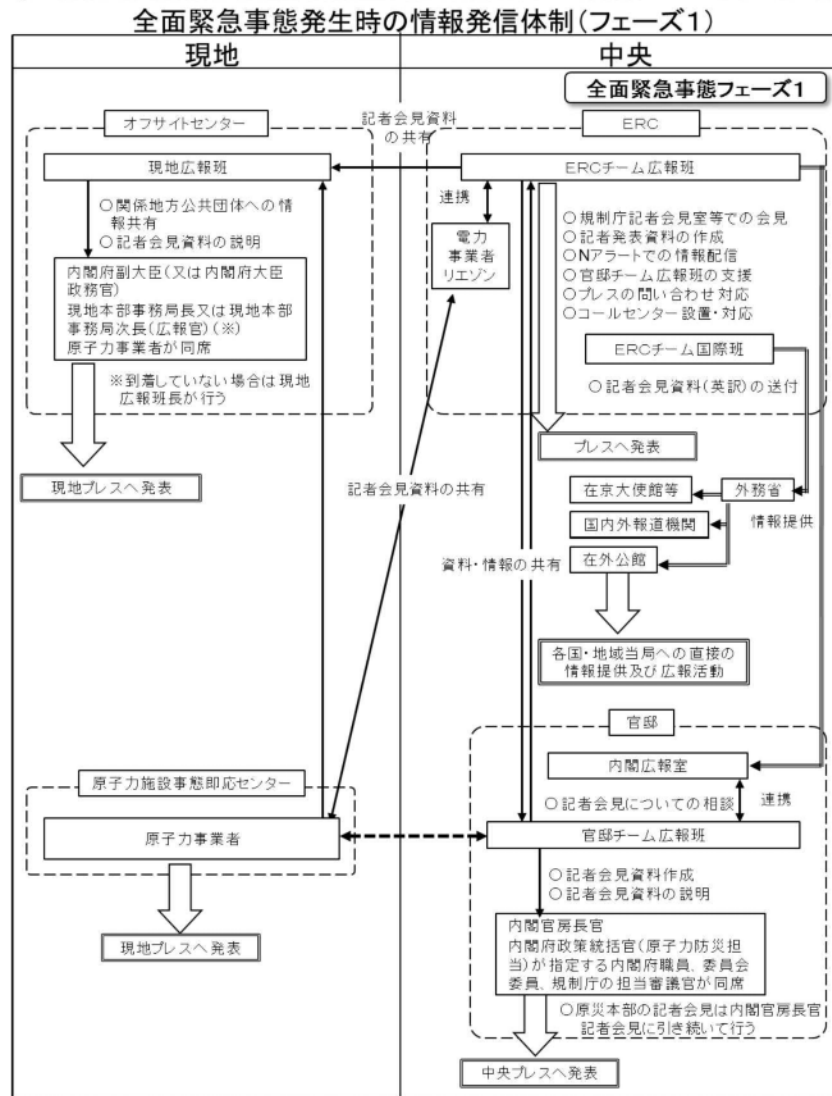 全面緊急事態発生時の情報発信体制(フェーズ1)
現地
中央
全面緊急事態フェーズ1
オフサイトセンター
記者会見資料
の共有
ERC
現地広報班
ERCチーム広報班
○関係地方公共団体への情
報共有
○記者会見資料の説明
連携
電力
事業者
リエゾン
○規制庁記者会見室等での会見
○記者発表資料の作成
○Nアラートでの情報配信
○官邸チーム広報班の支援
○プレスの問い合わせ対応
○コールセンター設置・対応
内閣府副大臣(又は内閣府大臣
政務官)
現地本部事務局長又は現地本部
事務局次長(広報官)(※)
原子力事業者が同席
ERCチーム国際班
※到着していない場合は現地
広報班長が行う
○記者会見資料(英訳)の送付
プレスへ発表
現地プレスへ発表
記者会見資料の共有
在京大使館等
外務省
国内外報道機関
情報提供
資料・情報の共有
在外公館
各国・地域当局への直接の
情報提供及び広報活動
官邸
内閣広報室
原子力施設事態即応センター
○記者会見についての相談
連携
原子力事業者
官邸チーム広報班
○記者会見資料作成
○記者会見資料の説明
現地プレスへ発表
内閣官房長官
内閣府政策統括官(原子力防災担
当)が指定する内閣府職員、委員会
委員、規制庁の担当審議官が同席
○原災本部の記者会見は内閣官房長官
記者会見に引き続いて行う
中央プレスへ発表